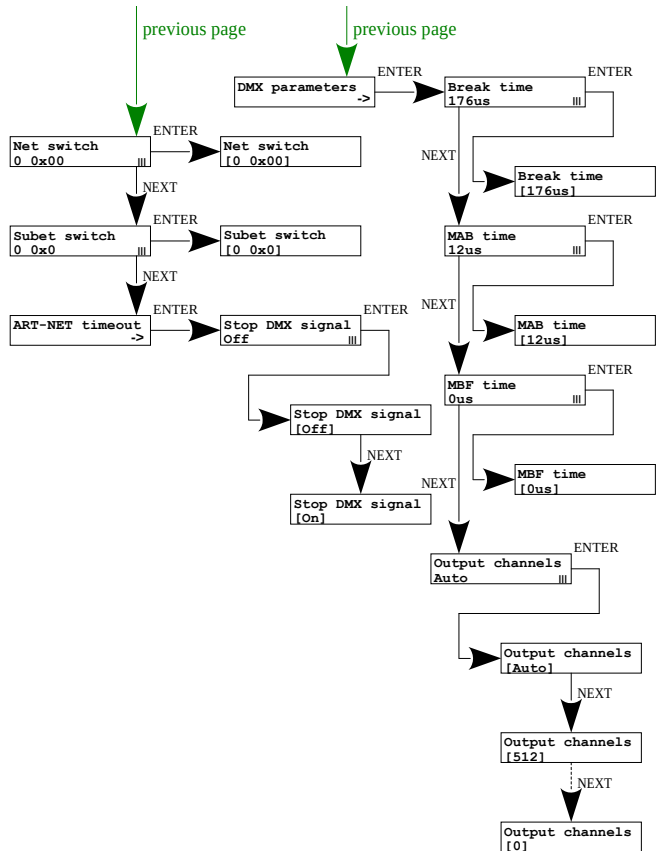 previous page
previous page
DMX parameters
->
ENTER
Break time
176us
ENTER
NEXT
Break time
[176us]
Net switch
0 0x00
ENTER
Net switch
[0 0x00]
NEXT
Subet switch
0 0x0
ENTER
Subet switch
[0 0x0]
NEXT
MAB time
12us
ENTER
NEXT
MAB time
[12us]
ART-NET timeout
->
ENTER
Stop DMX signal
Off
ENTER
Stop DMX signal
[Off]
NEXT
Stop DMX signal
[On]
MBF time
0us
ENTER
NEXT
MBF time
[0us]
Output channels
Auto
ENTER
Output channels
[Auto]
NEXT
Output channels
[512]
NEXT
Output channels
[0]